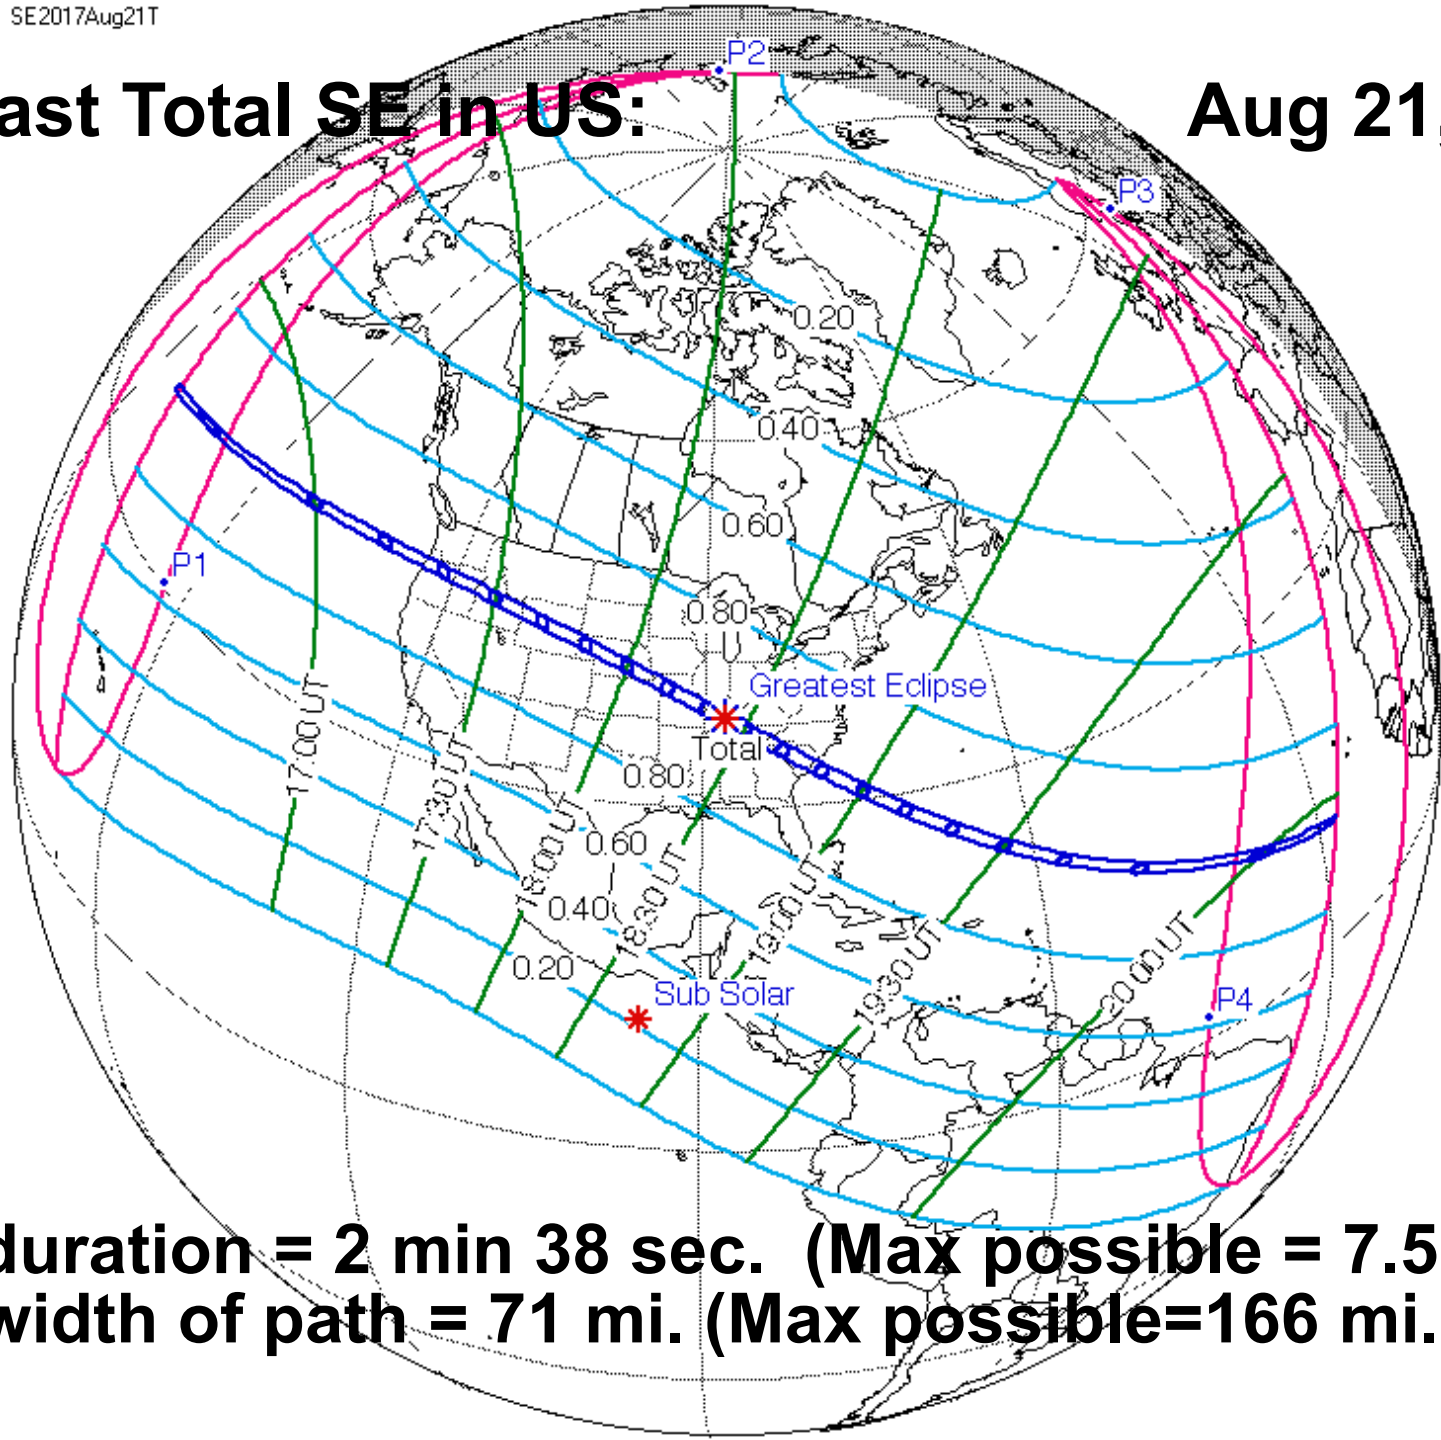 SE2017Aug21T
P2
ast Total SE in US: Aug 21,
P3
0.20
0.40
0.60
P1
0.80
Greatest Eclipse
Total
0.80
17:00 UT
17:30 UT
18:00 UT
0.60
18:30 UT
0.40
19:00 UT
19:30 UT
20:00 UT
0.20
Sub Solar
P4
duration = 2 min 38 sec. (Max possible = 7.5
width of path = 71 mi. (Max possible=166 mi.